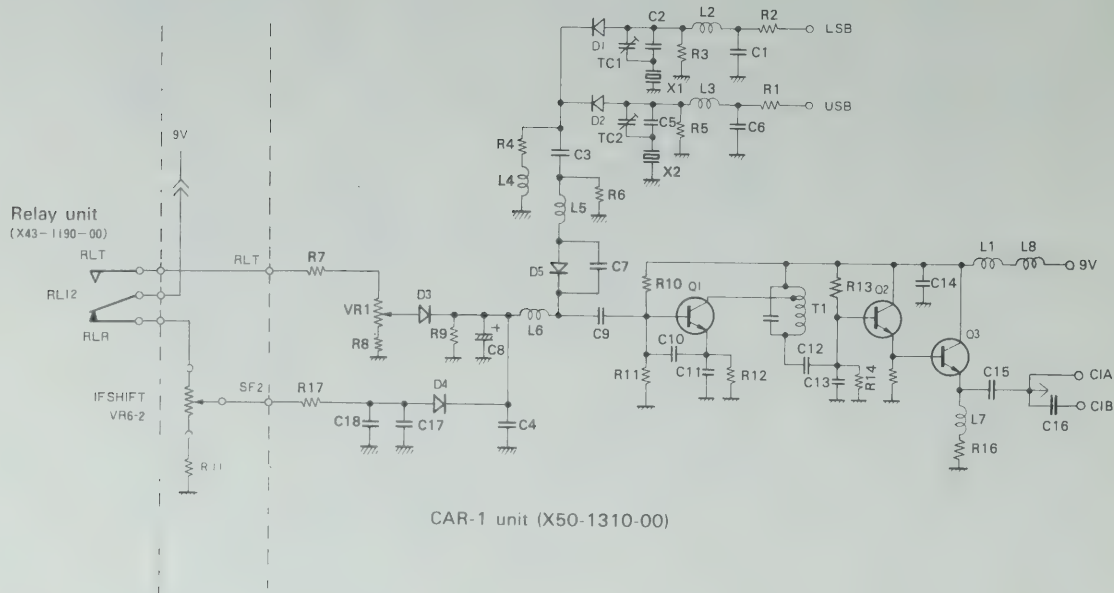 L2
R2
C2
LSB
D1
TC1
R3
C1
X1
L3
R1
USB
D2
TC2
C5
R5
C6
X2
R4
C3
L4
R6
L5
9V
Relay unit
(X43-1190-00)
RLT
RLT
R7
RL12
RLR
VR1
D3
R8
R9
C8
+
L6
D5
C7
C9
R10
Q1
C10
R11
C11
R12
T1
C12
R13
Q2
C13
R14
C14
L1
L8
9V
Q3
C15
L7
R16
C16
CIA
CIB
IF SHIFT
VR6-2
SF2
R17
D4
C18
C17
C4
R11
CAR-1 unit (X50-1310-00)